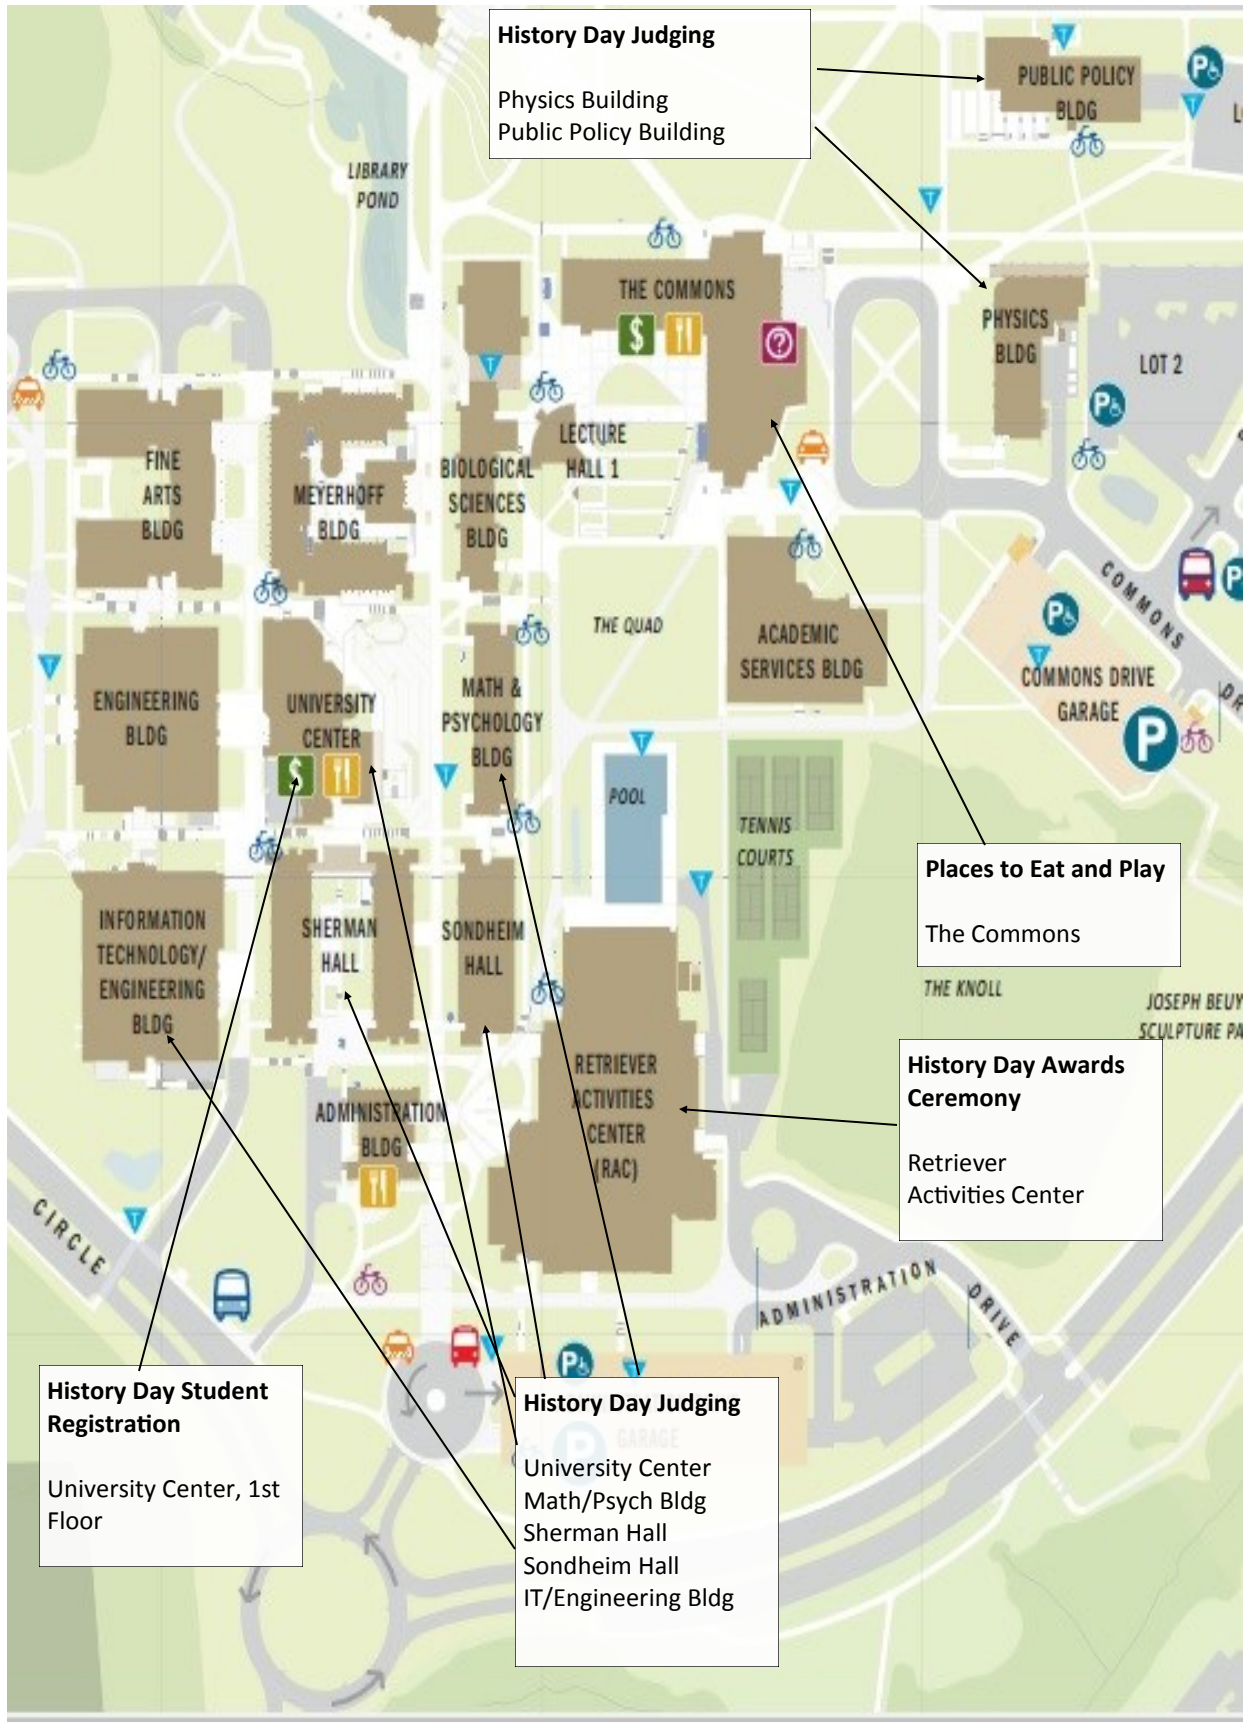 History Day Judging
Physics Building
Public Policy Building
PUBLIC POLICY
BLDG
LIBRARY
POND
THE COMMONS
PHYSICS
BLDG
LOT 2
FINE
ARTS
BLDG
MEYERHOFF
BLDG
BIOLOGICAL
SCIENCES
BLDG
LECTURE
HALL 1
COMMONS
THE QUAD
ACADEMIC
SERVICES BLDG
COMMONS DRIVE
GARAGE
P
ENGINEERING
BLDG
UNIVERSITY
CENTER
MATH &
PSYCHOLOGY
BLDG
POOL
TENNIS
COURTS
Places to Eat and Play
The Commons
INFORMATION
TECHNOLOGY/
ENGINEERING
BLDG
SHERMAN
HALL
SONDHEIM
HALL
THE KNOLL
JOSEPH BEUY
SCULPTURE PA
RETRIEVER
ACTIVITIES
CENTER
(RAC)
History Day Awards
Ceremony
Retriever
Activities Center
ADMINISTRATION
BLDG
CIRCLE
ADMINISTRATION
DRIVE
History Day Student
Registration
University Center, 1st
Floor
History Day Judging
GARAGE
University Center
Math/Psych Bldg
Sherman Hall
Sondheim Hall
IT/Engineering Bldg